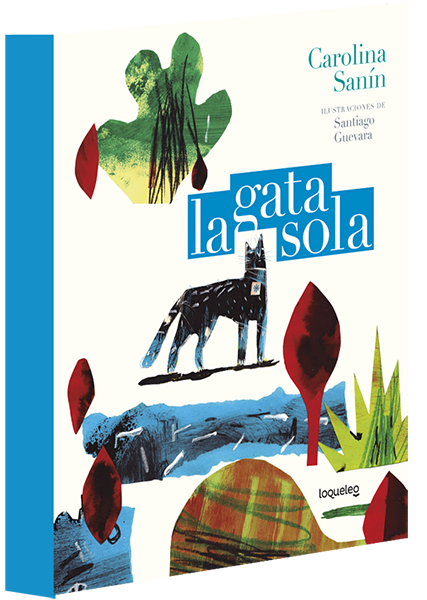 Carolina
Sanín
ILUSTRACIONES DE
Santiago
Guevara
la gata
sola
loqueleo